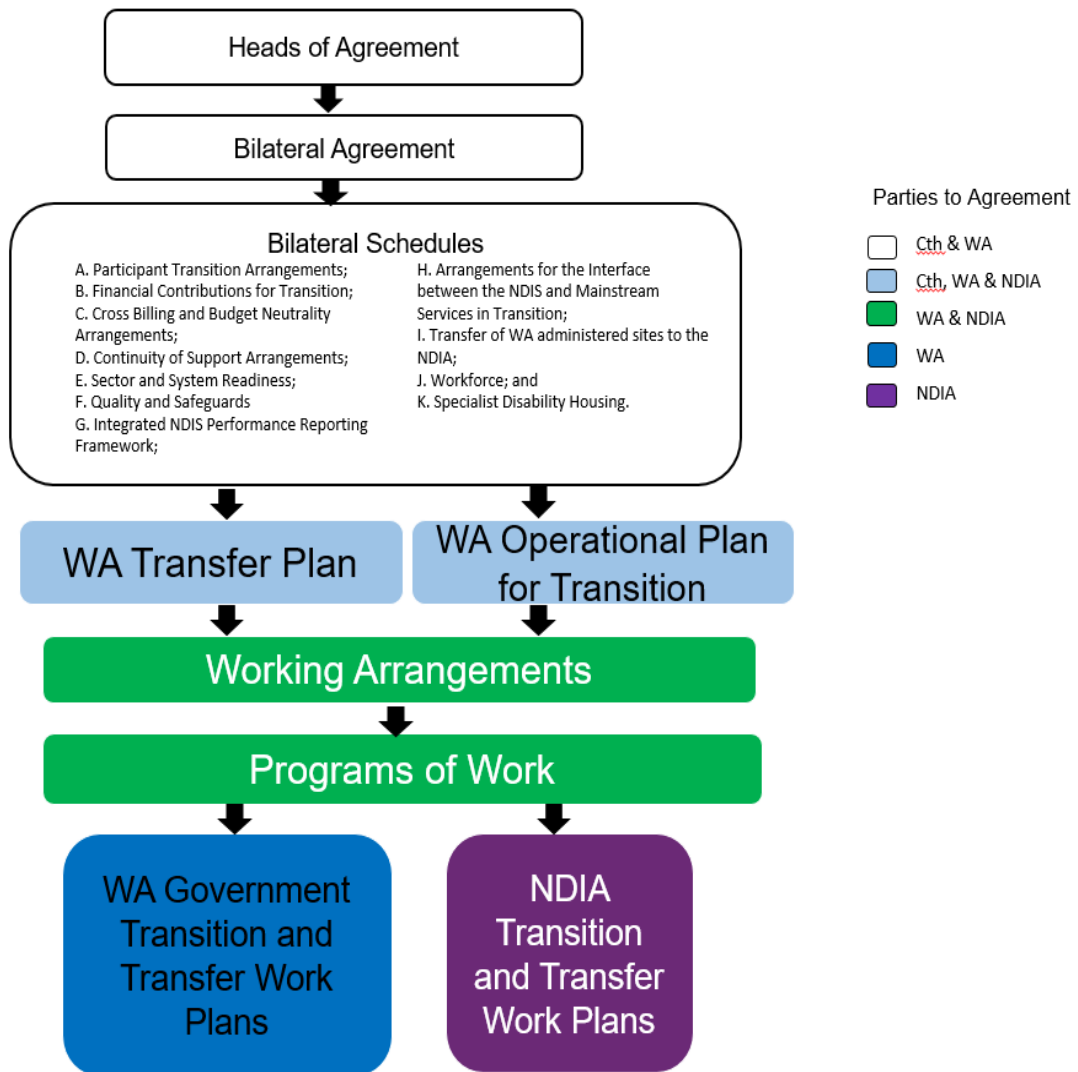 Heads of Agreement
Bilateral Agreement
Bilateral Schedules
A. Participant Transition Arrangements;
B. Financial Contributions for Transition;
C. Cross Billing and Budget Neutrality
Arrangements;
D. Continuity of Support Arrangements;
E. Sector and System Readiness;
F. Quality and Safeguards
G. Integrated NDIS Performance Reporting
Framework;
H. Arrangements for the Interface
between the NDIS and Mainstream
Services in Transition;
I. Transfer of WA administered sites to the
NDIA;
J. Workforce; and
K. Specialist Disability Housing.
WA Transfer Plan
WA Operational Plan
for Transition
Working Arrangements
Programs of Work
WA Government
Transition and
Transfer Work
Plans
NDIA
Transition
and Transfer
Work Plans
Parties to Agreement
Cth & WA
Cth, WA & NDIA
WA & NDIA
WA
NDIA